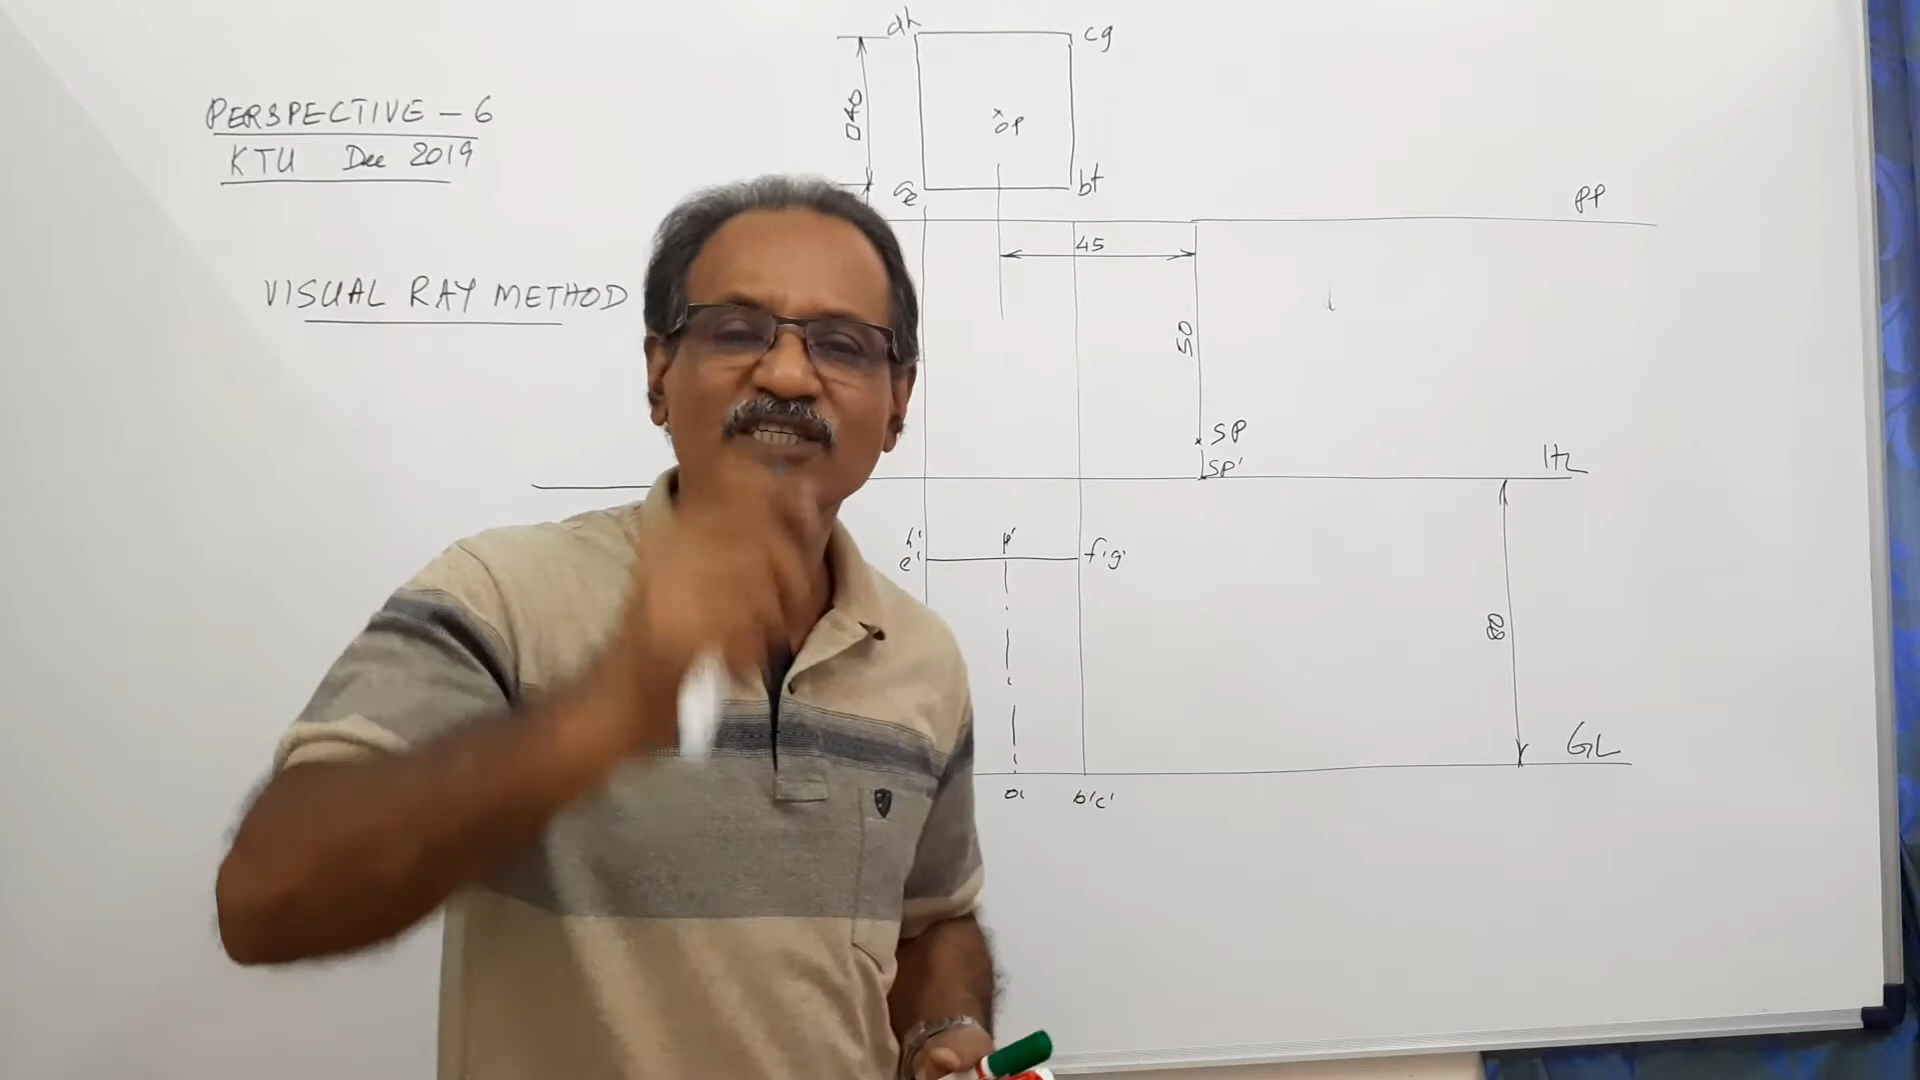 PERSPECTIVE - 6
KTU Dec 2019
VISUAL RAY METHOD
dh
cg
□40
op
bf
PP
45
50
SP
SP'
HL
h'
e'
p'
f'g'
80
GL
o'
b'c'